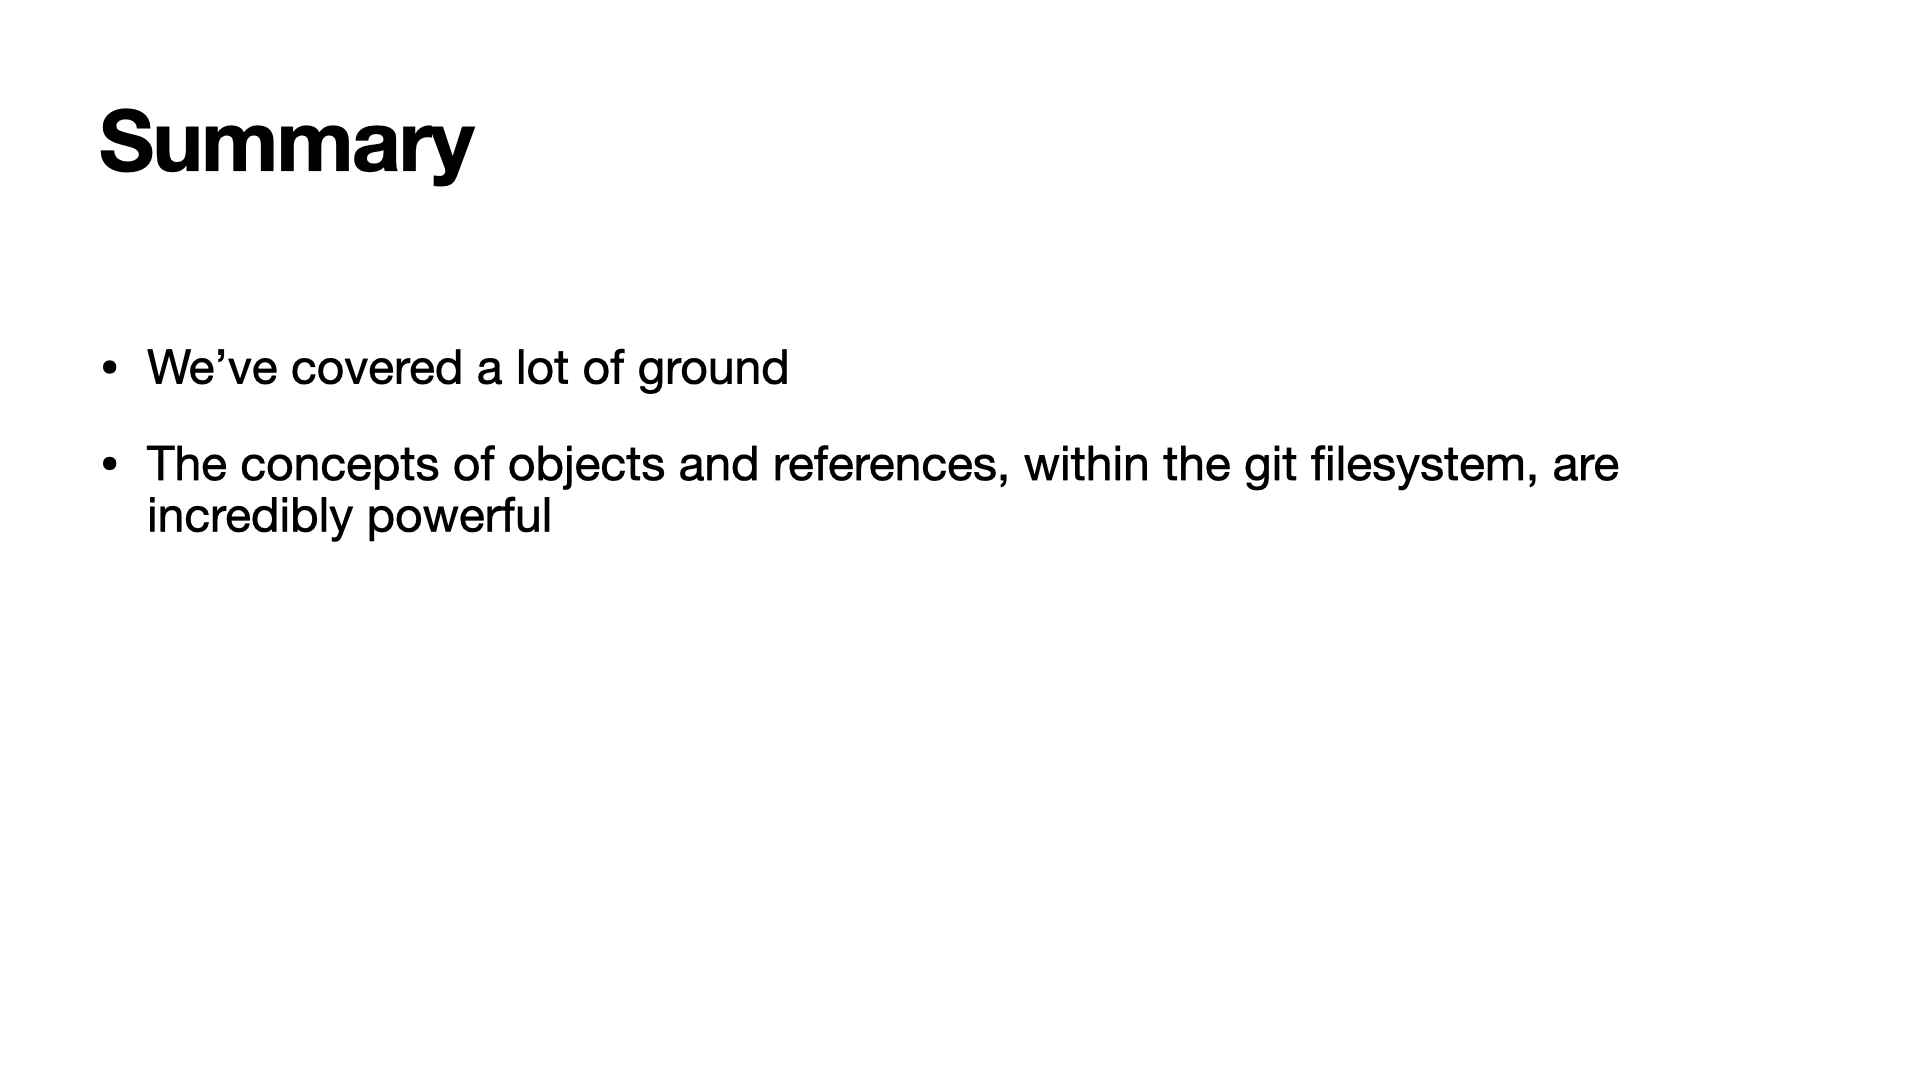 Summary
• We’ve covered a lot of ground
• The concepts of objects and references, within the git filesystem, are
incredibly powerful